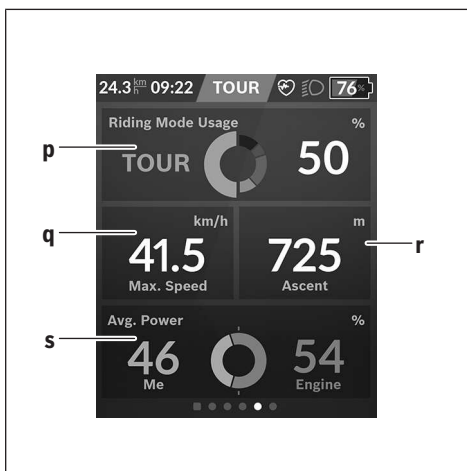 24.3 km/h 09:22 TOUR 76%
Riding Mode Usage %
p TOUR 50
q km/h m
41.5 725 r
Max. Speed Ascent
Avg. Power %
s 46 54
Me Engine